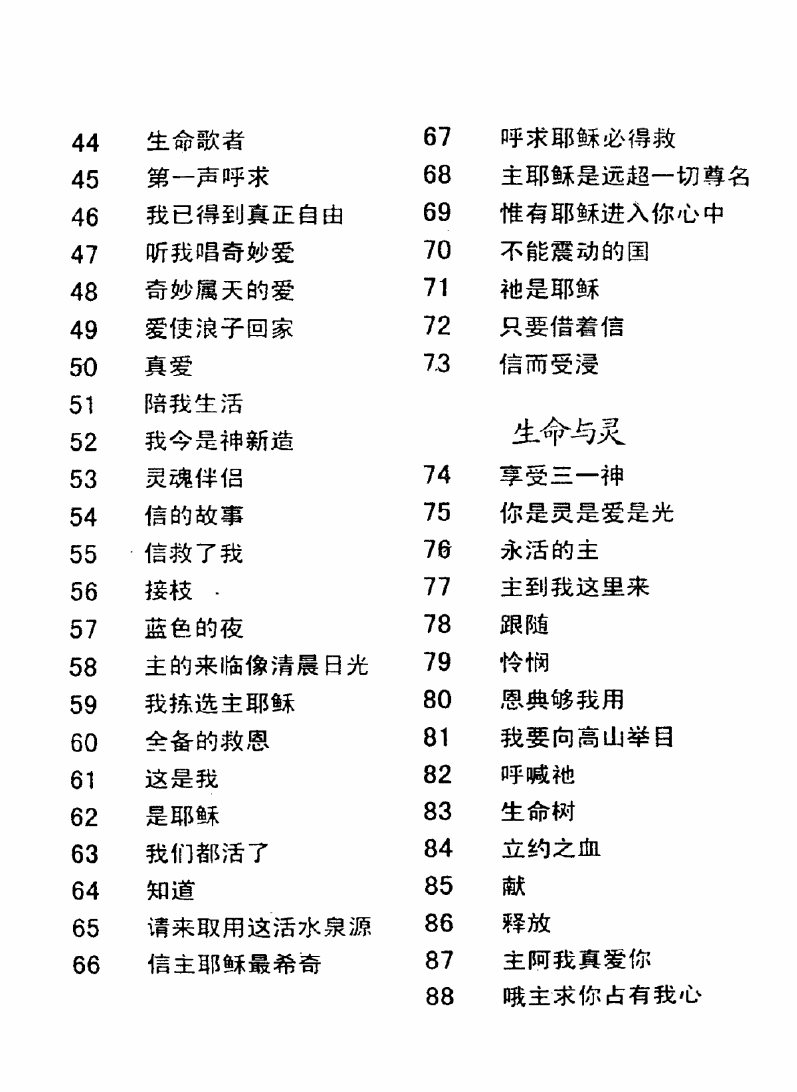 44 生命歌者
45 第一声呼求
46 我已得到真正自由
47 听我唱奇妙爱
48 奇妙属天的爱
49 爱使浪子回家
50 真爱
51 陪我生活
52 我今是神新造
53 灵魂伴侣
54 信的故事
55 信救了我
56 接枝
57 蓝色的夜
58 主的来临像清晨日光
59 我拣选主耶稣
60 全备的救恩
61 这是我
62 是耶稣
63 我们都活了
64 知道
65 请来取用这活水泉源
66 信主耶稣最希奇
67 呼求耶稣必得救
68 主耶稣是远超一切尊名
69 惟有耶稣进入你心中
70 不能震动的国
71 祂是耶稣
72 只要借着信
73 信而受浸
生命与灵
74 享受三一神
75 你是灵是爱是光
76 永活的主
77 主到我这里来
78 跟随
79 怜悯
80 恩典够我用
81 我要向高山举目
82 呼喊祂
83 生命树
84 立约之血
85 献
86 释放
87 主阿我真爱你
88 哦主求你占有我心